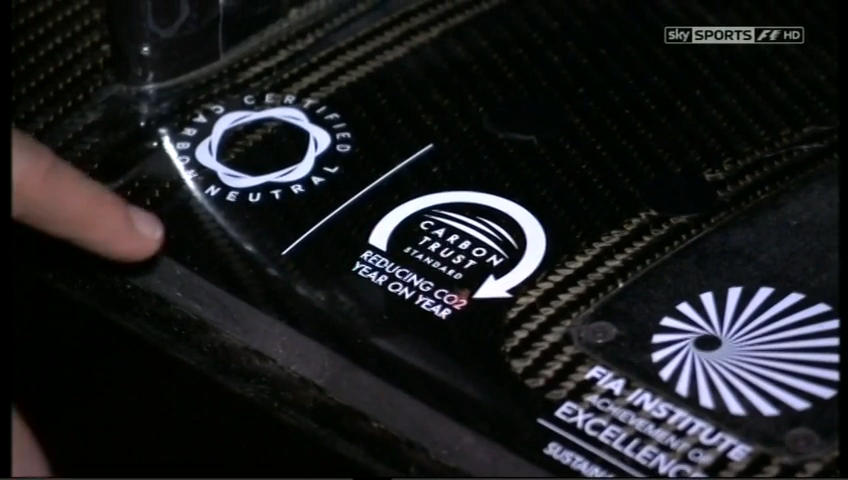 sky SPORTS F1 HD
CERTIFIED
CARBON
NEUTRAL
CARBON
TRUST
STANDARD
REDUCING CO2
YEAR ON YEAR
FIA INSTITUTE
ACHIEVEMENT OF
EXCELLENCE